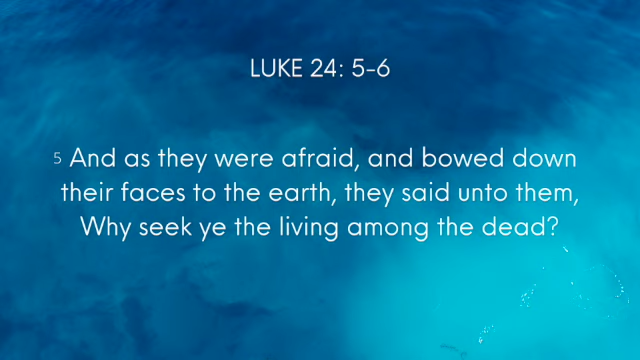 LUKE 24: 5-6
5 And as they were afraid, and bowed down
their faces to the earth, they said unto them,
Why seek ye the living among the dead?